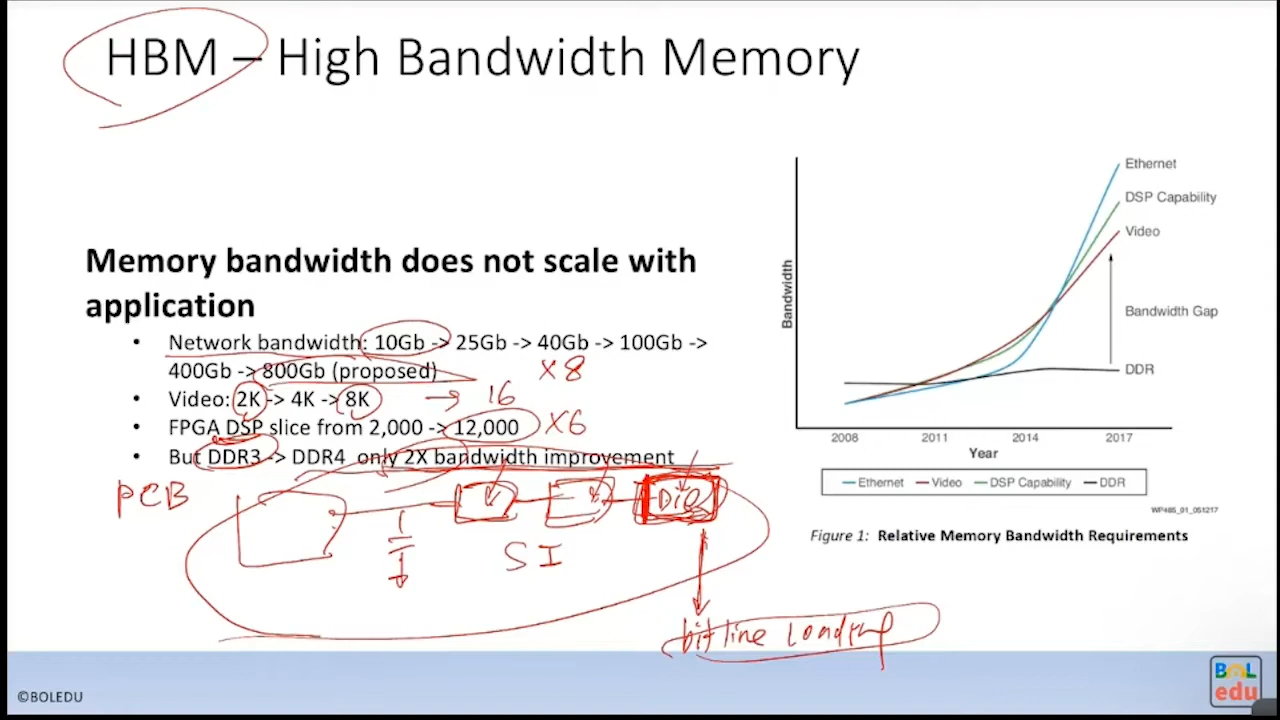 HBM – High Bandwidth Memory
Memory bandwidth does not scale with
application
• Network bandwidth: 10Gb -> 25Gb -> 40Gb -> 100Gb ->
400Gb -> 800Gb (proposed)
×8
• Video: 2K -> 4K -> 8K
→ 16
• FPGA DSP slice from 2,000 -> 12,000
×6
• But DDR3 -> DDR4 only 2X bandwidth improvement
PCB
SI
bitline Loading
Ethernet
DSP Capability
Video
Bandwidth Gap
DDR
Bandwidth
2008 2011 2014 2017
Year
Ethernet Video DSP Capability DDR
WP485_01_051217
Figure 1: Relative Memory Bandwidth Requirements
©BOLEDU
BOL
edu